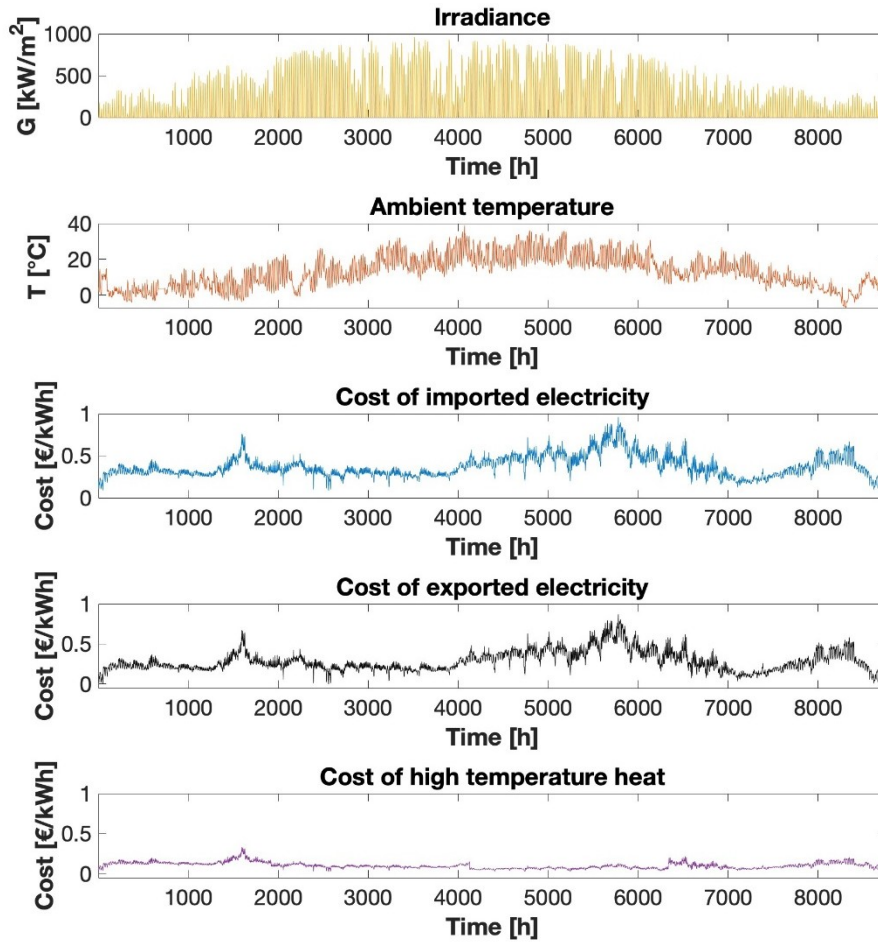 Irradiance
G [kW/m²]
1000
500
0
1000 2000 3000 4000 5000 6000 7000 8000
Time [h]
Ambient temperature
T [°C]
40
20
0
1000 2000 3000 4000 5000 6000 7000 8000
Time [h]
Cost of imported electricity
Cost [€/kWh]
1
0.5
0
1000 2000 3000 4000 5000 6000 7000 8000
Time [h]
Cost of exported electricity
Cost [€/kWh]
1
0.5
0
1000 2000 3000 4000 5000 6000 7000 8000
Time [h]
Cost of high temperature heat
Cost [€/kWh]
1
0.5
0
1000 2000 3000 4000 5000 6000 7000 8000
Time [h]